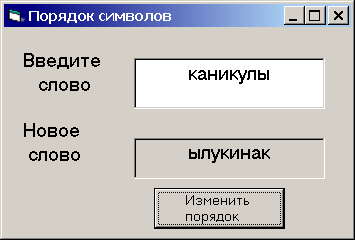 Порядок символов
Введите
слово
каникулы
Новое
слово
ылукинак
Изменить
порядок